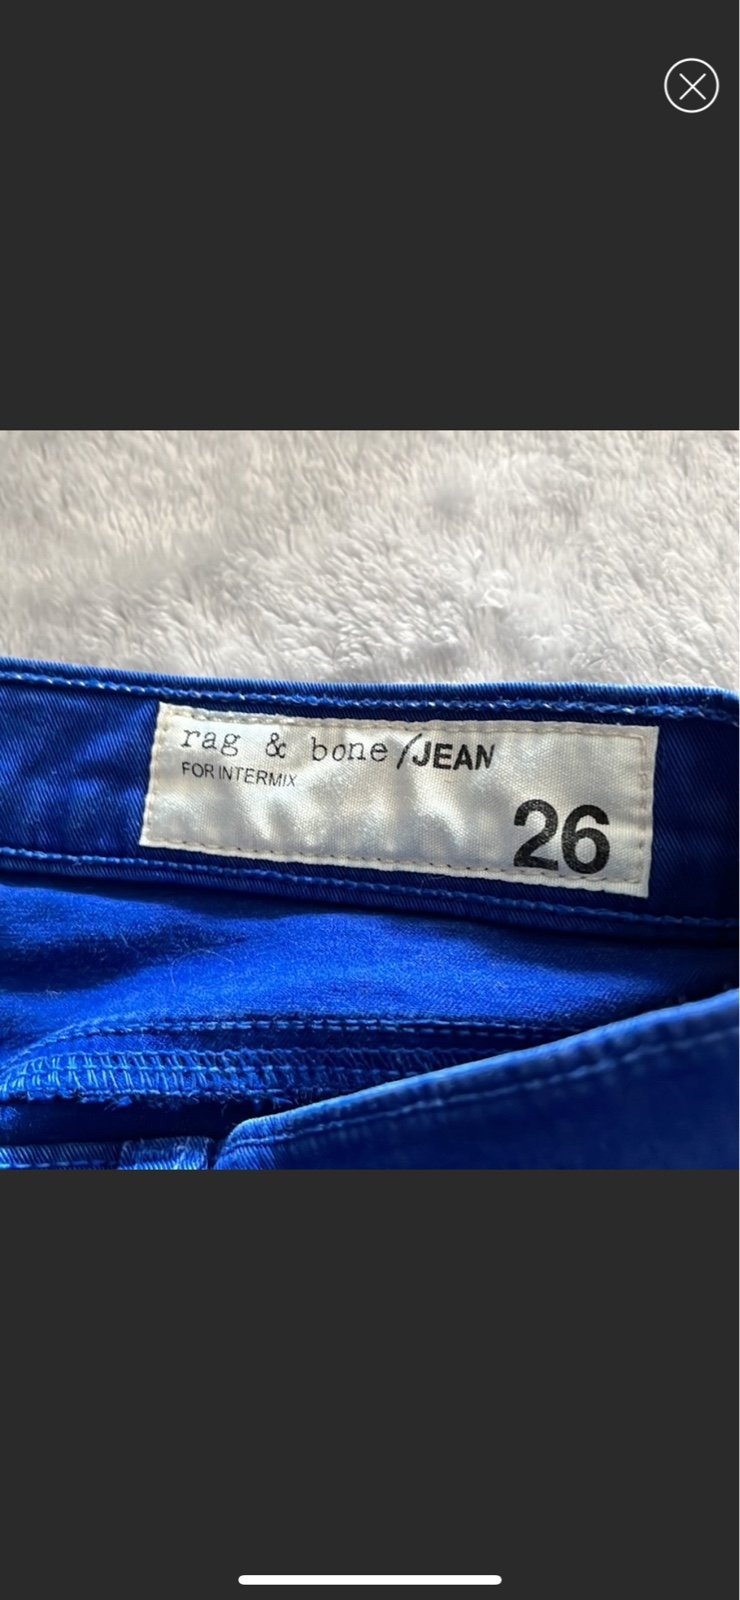 rag & bone/JEAN
FOR INTERMIX
26